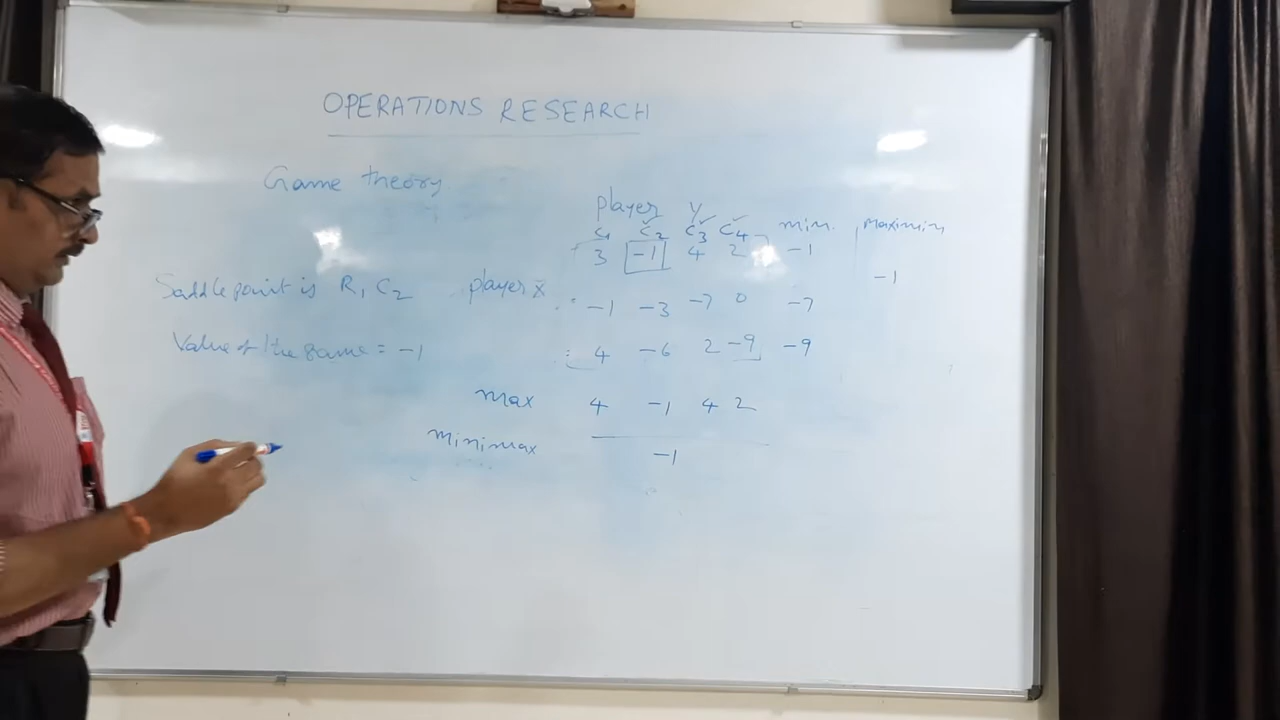 OPERATIONS RESEARCH
Game theory
player Y
C1 C2 C3 C4 min. Maximin
3 -1 4 2 -1
-1
Saddle point is R1 C2 player X
-1 -3 -7 0 -7
Value of the game = -1
4 -6 2 -9 -9
max 4 -1 4 2
minimax -1